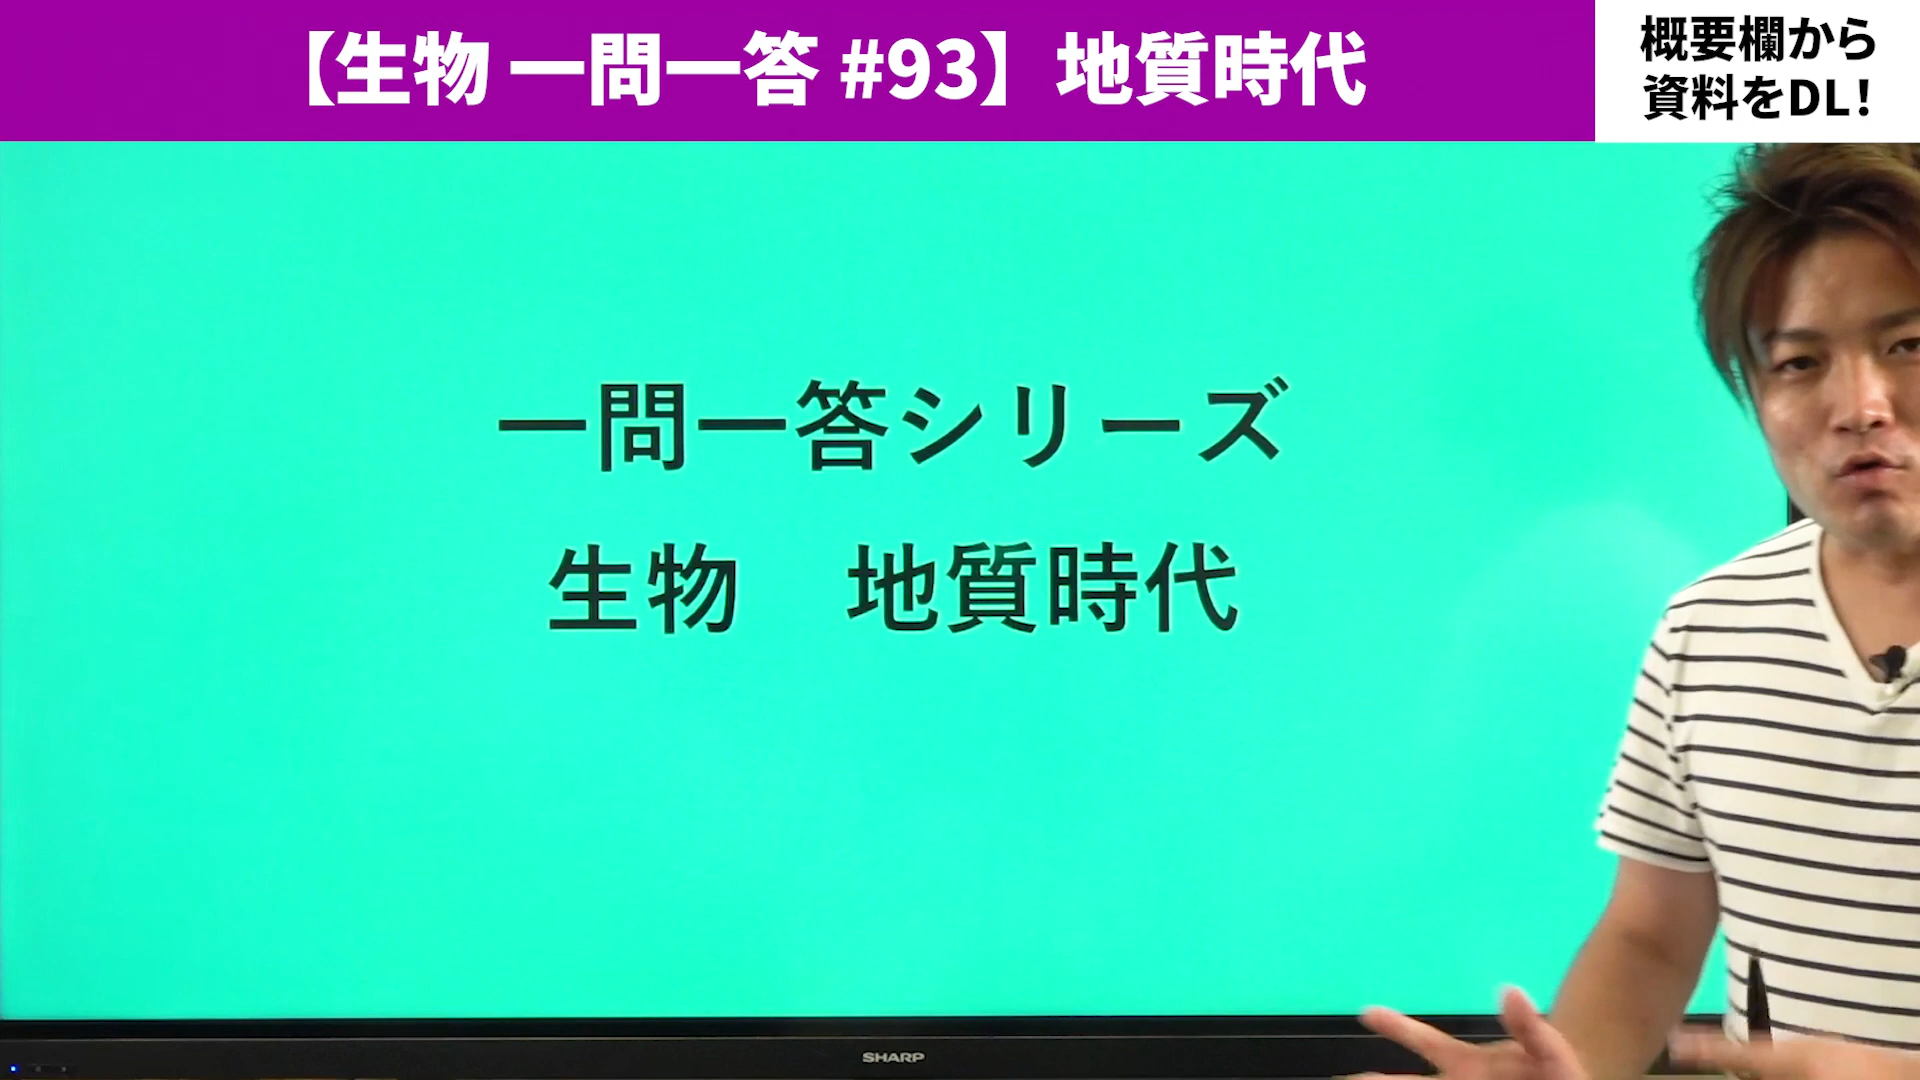 【生物 一問一答 #93】地質時代
概要欄から
資料をDL!
一問一答シリーズ
生物 地質時代
SHARP